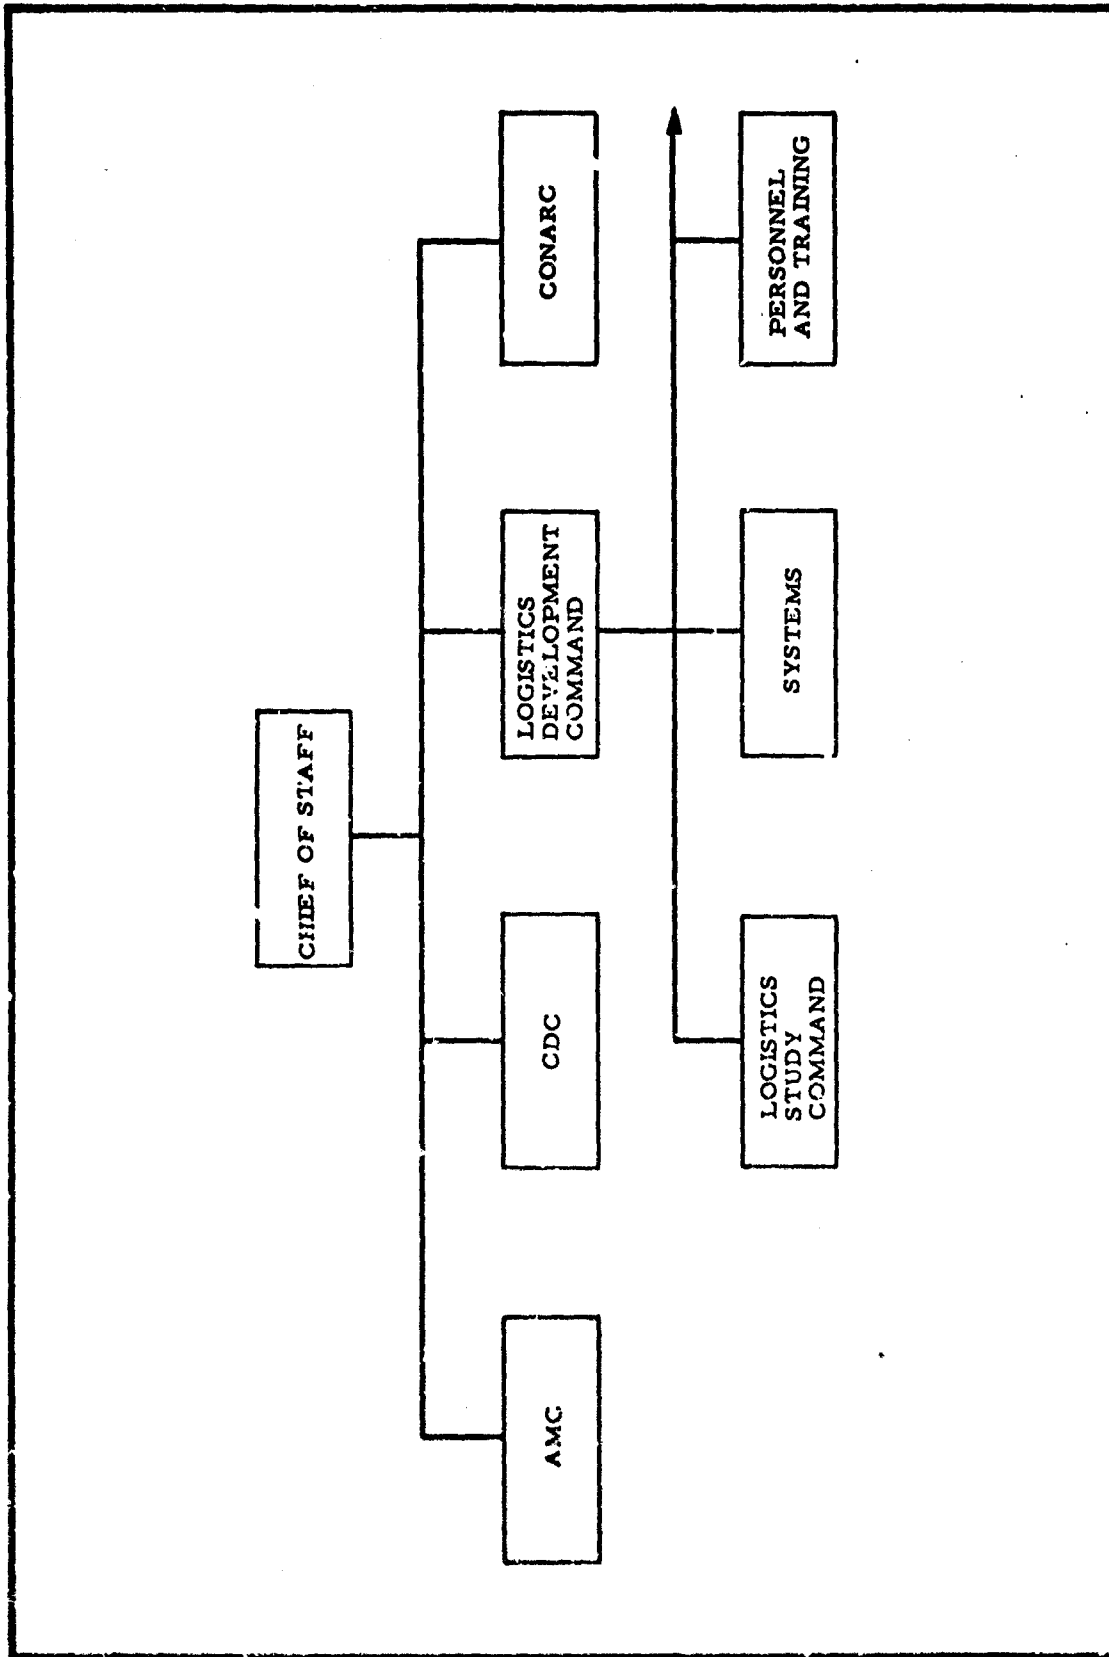 CHIEF OF STAFF
AMC
CDC
LOGISTICS
DEVELOPMENT
COMMAND
CONARC
LOGISTICS
STUDY
COMMAND
SYSTEMS
PERSONNEL
AND TRAINING